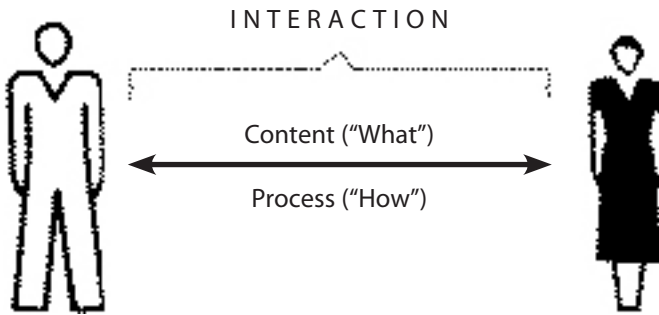 INTERACTION
Content (“What”)
Process (“How”)